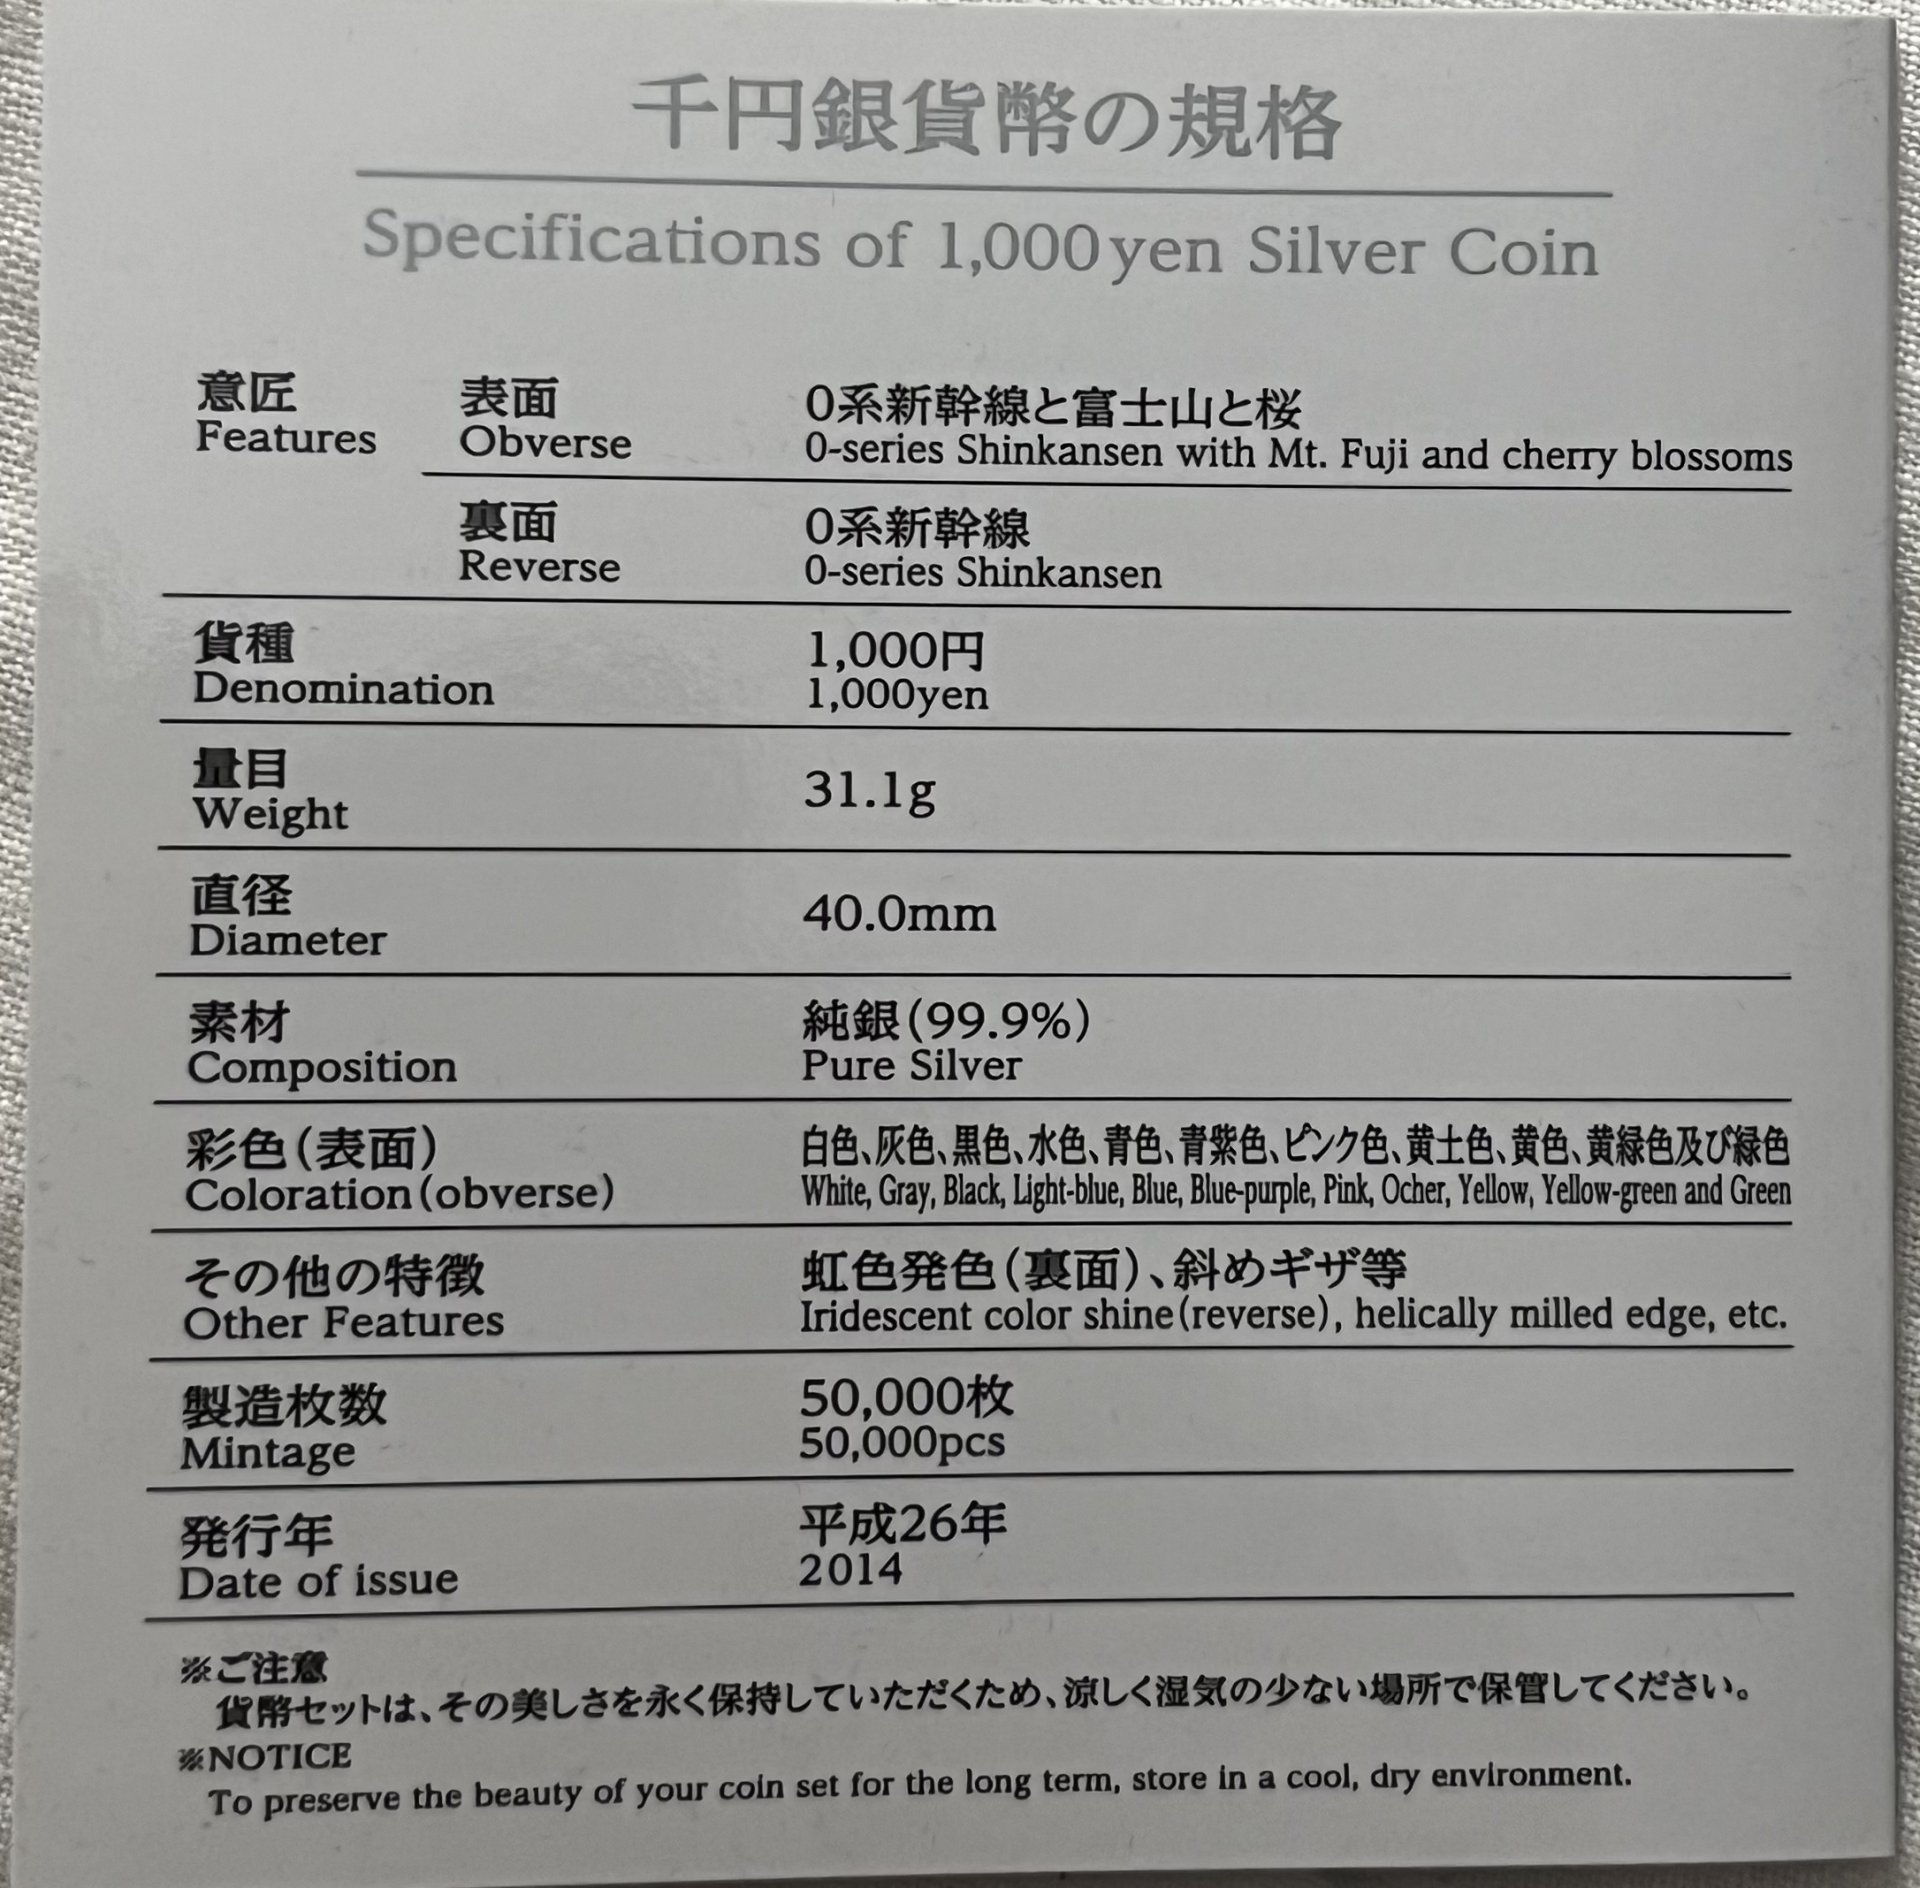 千円銀貨幣の規格
Specifications of 1,000yen Silver Coin
意匠 表面 0系新幹線と富士山と桜
Features Obverse 0-series Shinkansen with Mt. Fuji and cherry blossoms
裏面 0系新幹線
Reverse 0-series Shinkansen
貨種 1,000円
Denomination 1,000yen
量目
Weight 31.1g
直径
Diameter 40.0mm
素材 純銀(99.9%)
Composition Pure Silver
彩色(表面) 白色、灰色、黒色、水色、青色、青紫色、ピンク色、黄土色、黄色、黄緑色及び緑色
Coloration(obverse) White, Gray, Black, Light-blue, Blue, Blue-purple, Pink, Ocher, Yellow, Yellow-green and Green
その他の特徴 虹色発色(裏面)、斜めギザ等
Other Features Iridescent color shine(reverse), helically milled edge, etc.
製造枚数 50,000枚
Mintage 50,000pcs
発行年 平成26年
Date of issue 2014
※ご注意
貨幣セットは、その美しさを永く保持していただくため、涼しく湿気の少ない場所で保管してください。
※NOTICE
To preserve the beauty of your coin set for the long term, store in a cool, dry environment.